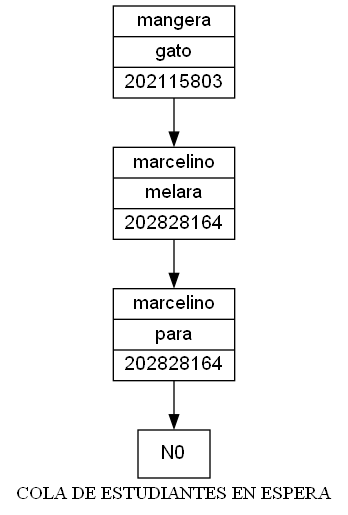 mangera
gato
202115803
marcelino
melara
202828164
marcelino
para
202828164
N0
COLA DE ESTUDIANTES EN ESPERA